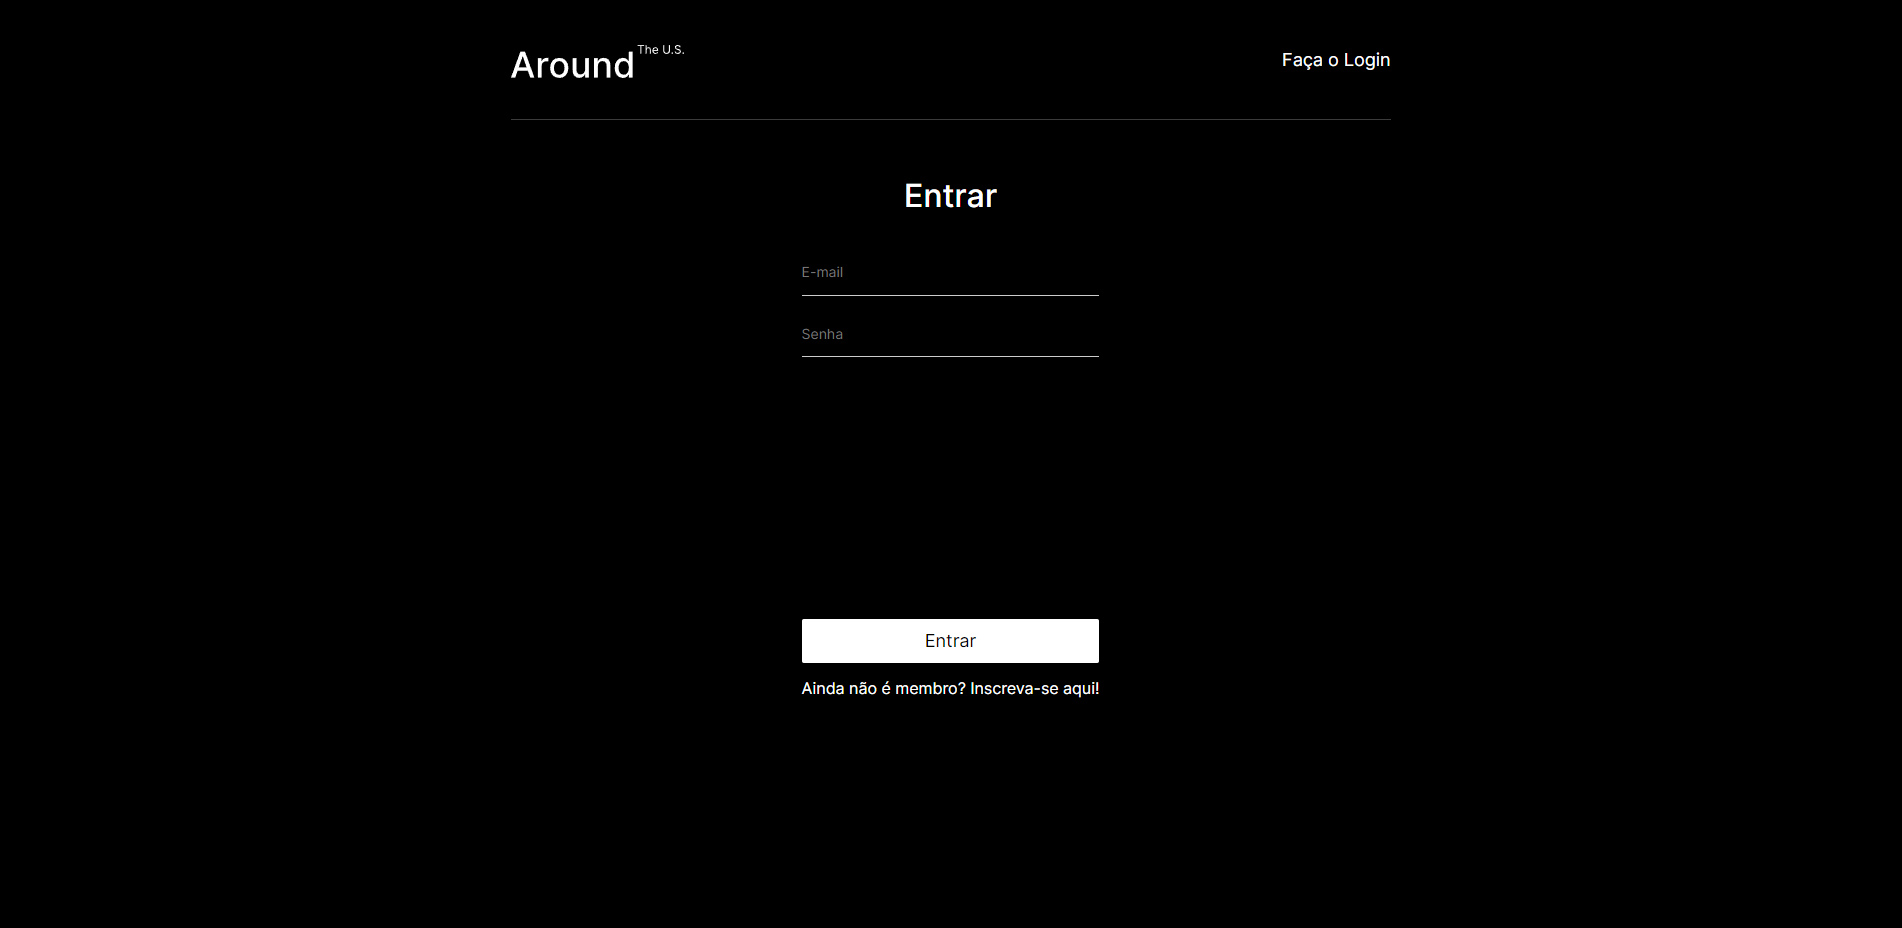 Around The U.S.
Faça o Login
Entrar
E-mail
Senha
Entrar
Ainda não é membro? Inscreva-se aqui!